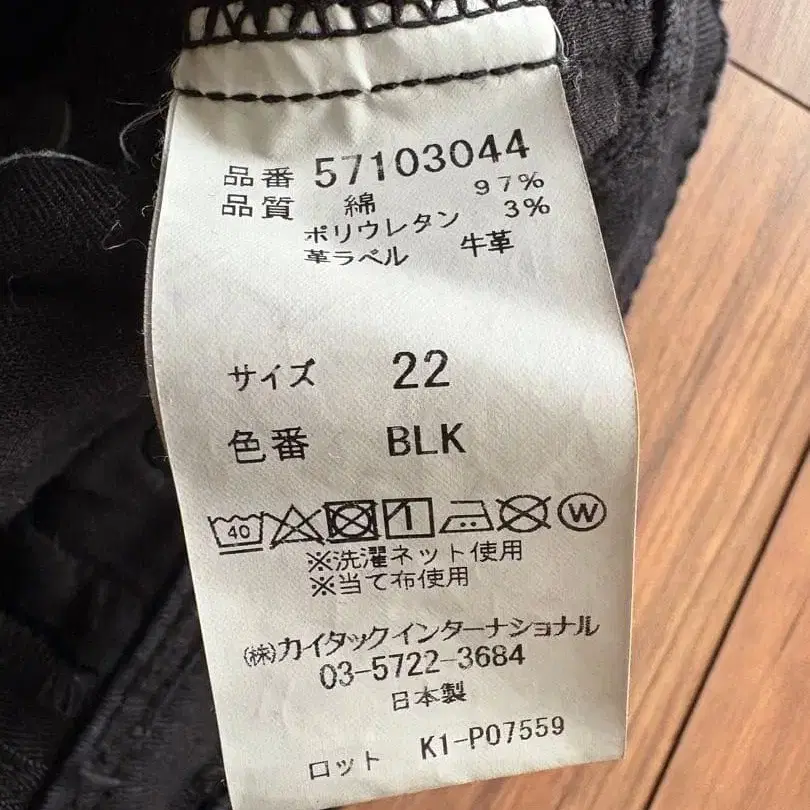 品番 57103044
品質 綿 97%
ポリウレタン 3%
革ラベル 牛革
サイズ 22
色番 BLK
40 W
※洗濯ネット使用
※当て布使用
㈱カイタックインターナショナル
03-5722-3684
日本製
ロット K1-P07559